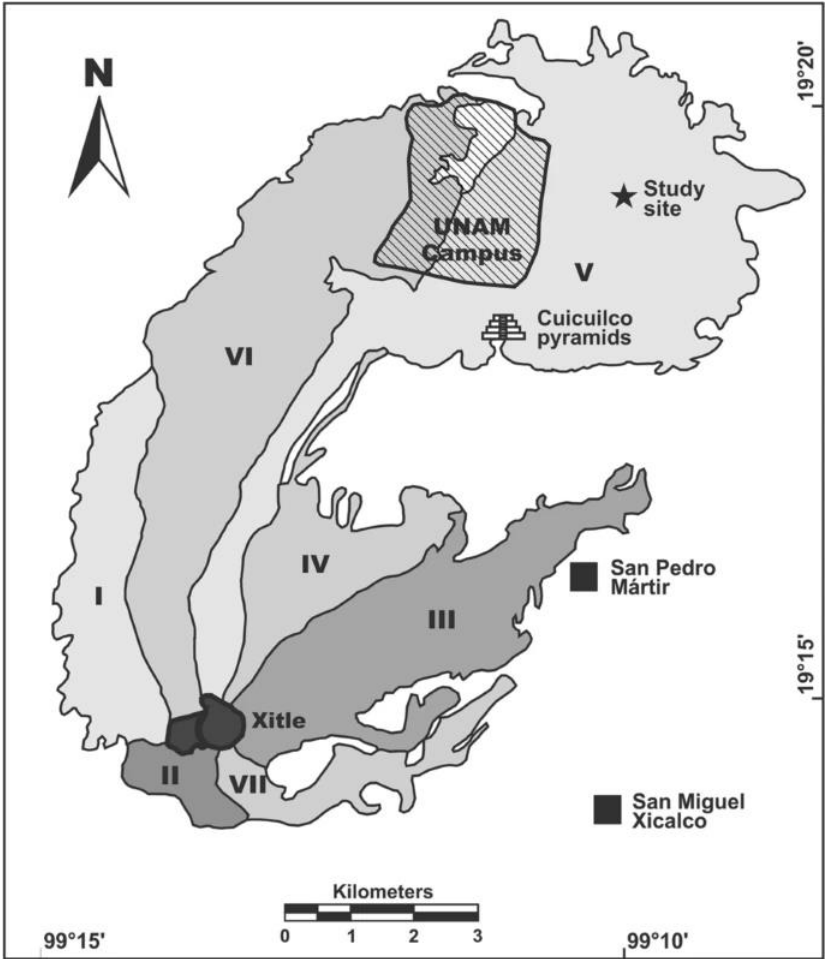 N
19°20'
Study
site
UNAM
Campus
V
Cuicuilco
pyramids
VI
IV
San Pedro
Mártir
I
III
19°15'
Xitle
II
VII
San Miguel
Xicalco
Kilometers
0 1 2 3
99°15'
99°10'